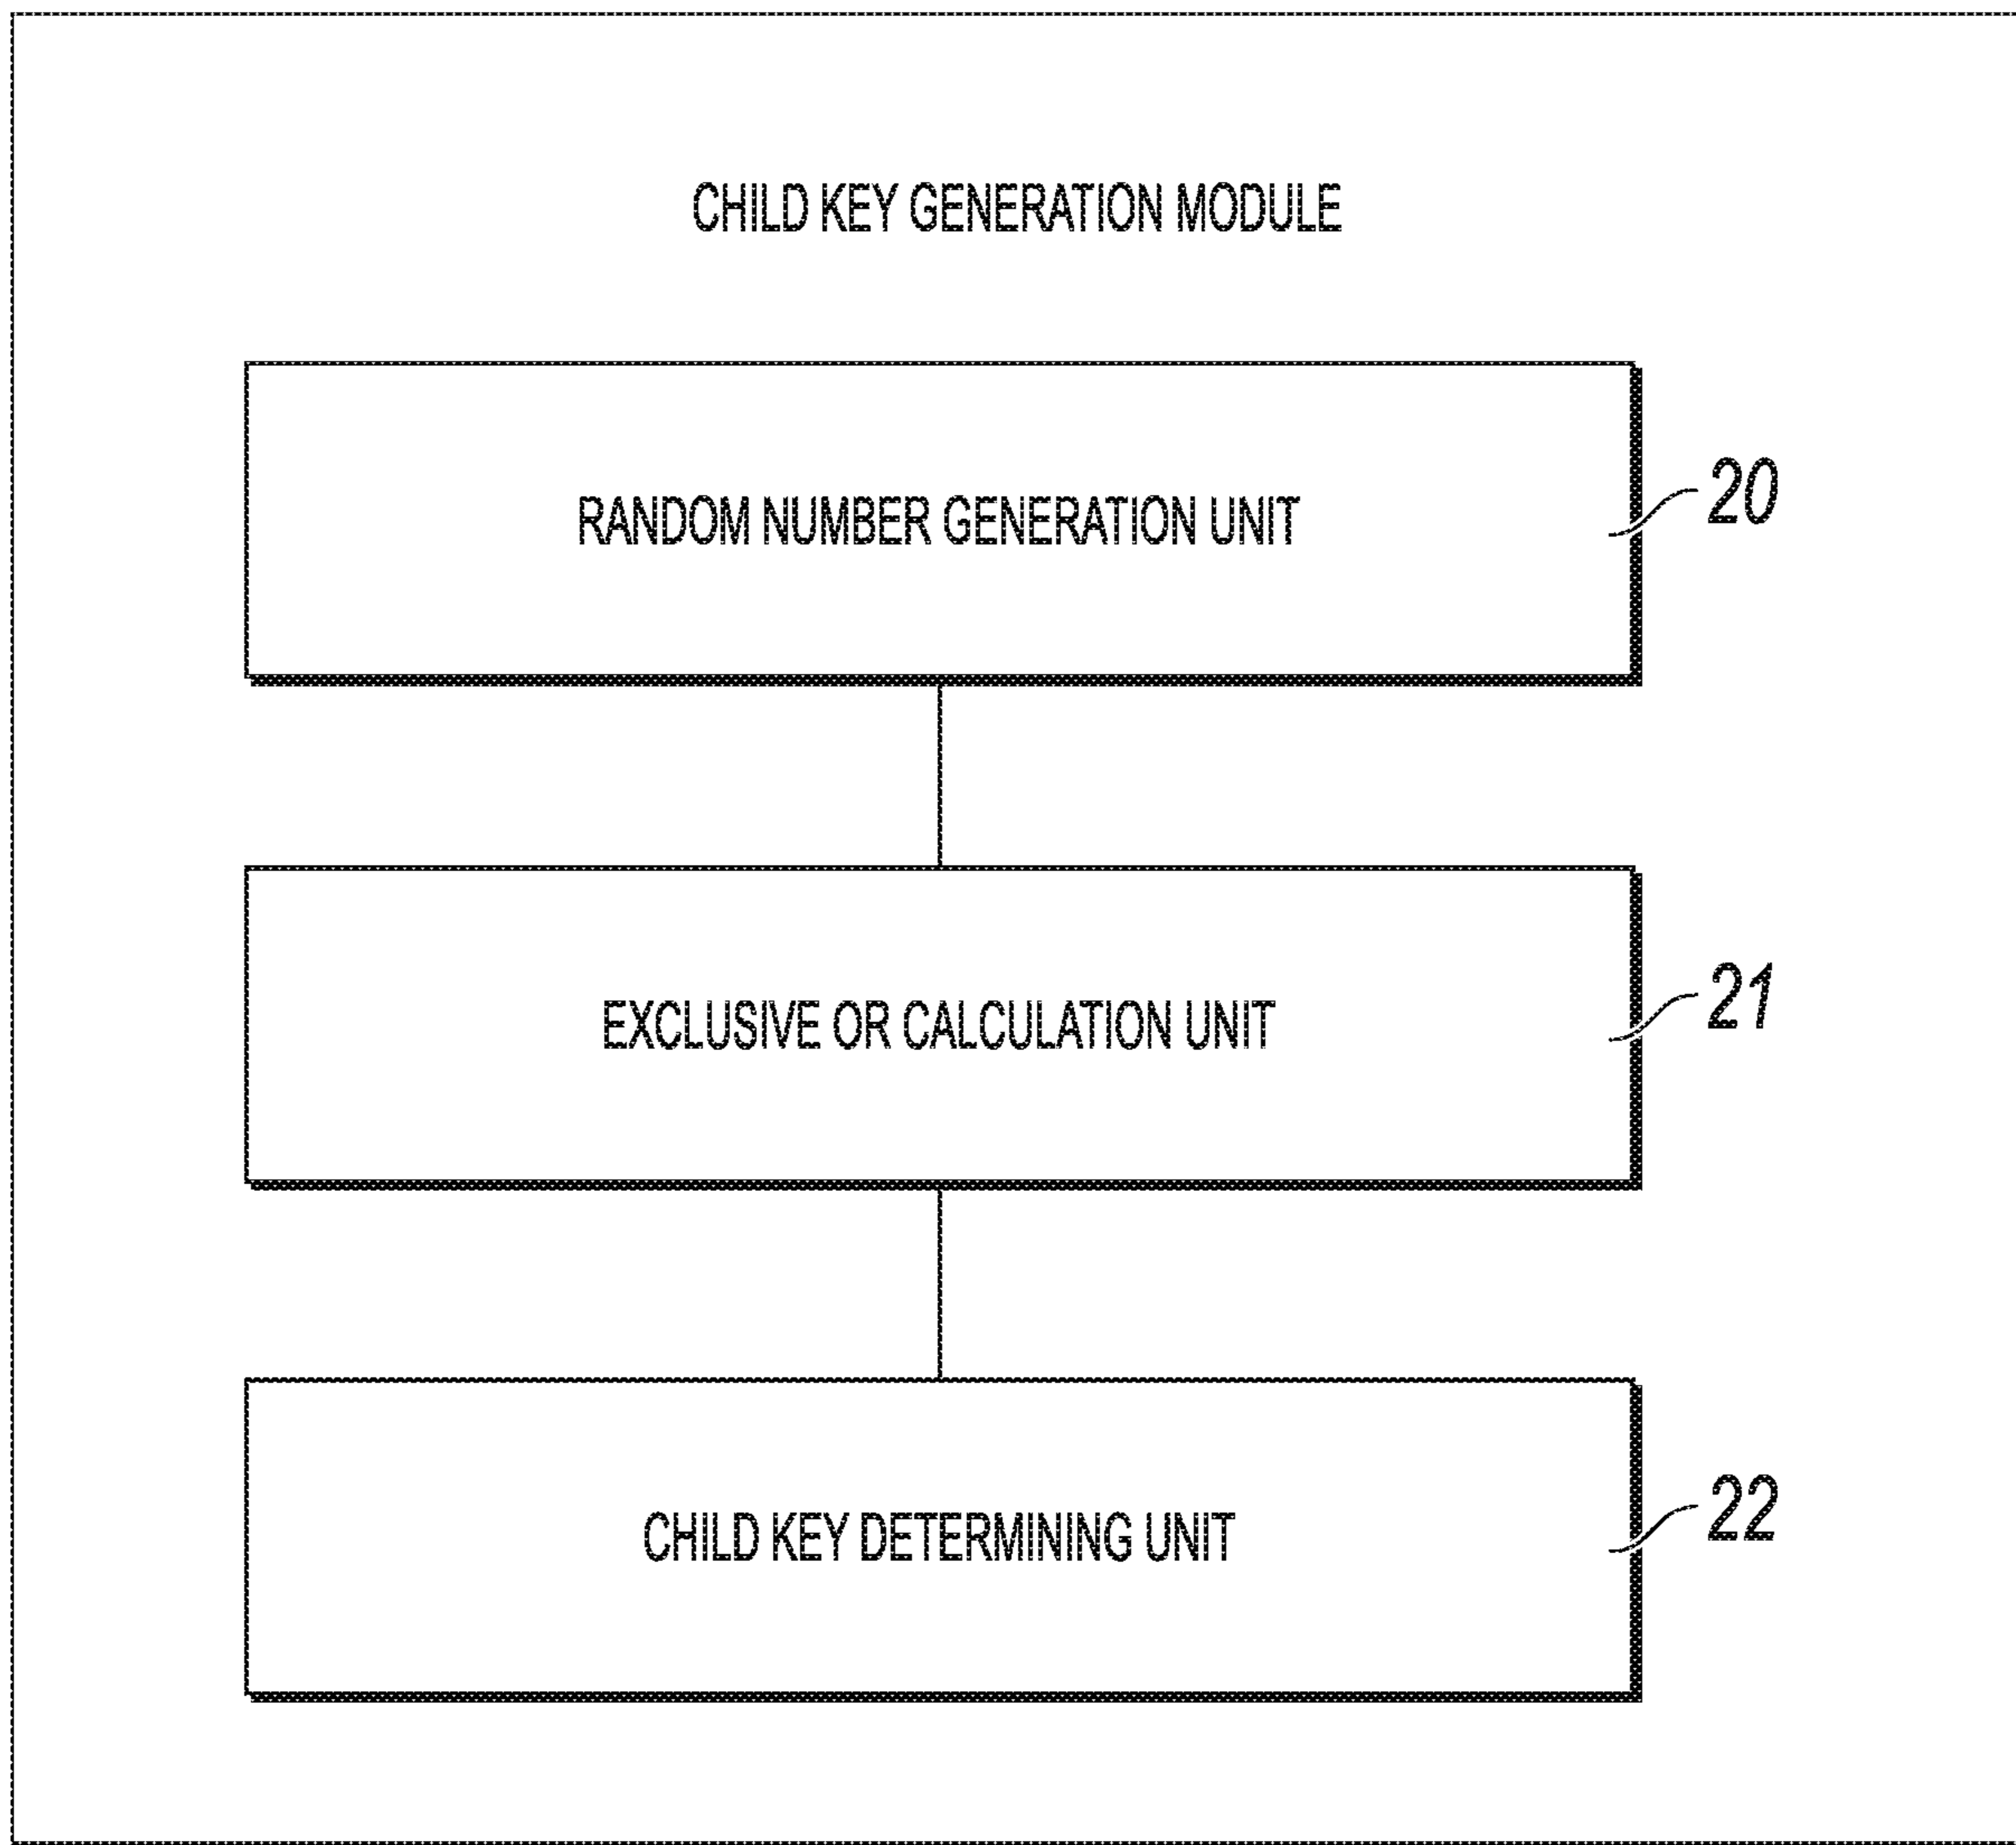 CHILD KEY GENERATION MODULE
RANDOM NUMBER GENERATION UNIT
20
EXCLUSIVE OR CALCULATION UNIT
21
CHILD KEY DETERMINING UNIT
22